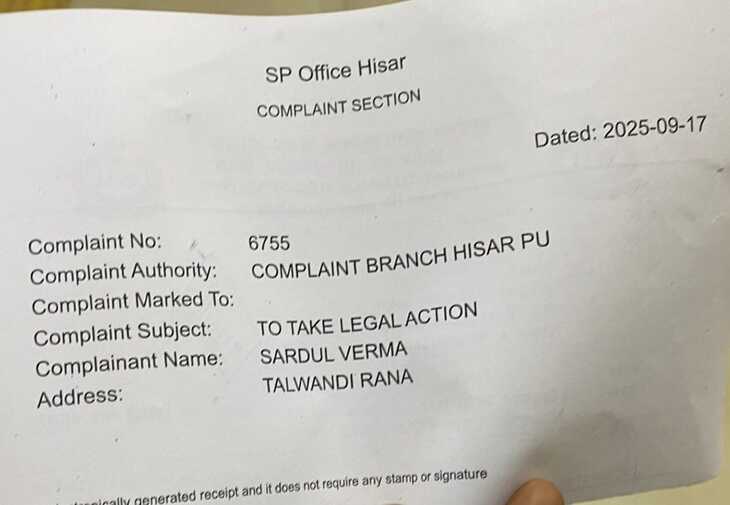 SP Office Hisar
COMPLAINT SECTION
Dated: 2025-09-17
Complaint No: 6755
Complaint Authority: COMPLAINT BRANCH HISAR PU
Complaint Marked To:
Complaint Subject: TO TAKE LEGAL ACTION
Complainant Name: SARDUL VERMA
Address: TALWANDI RANA
generated receipt and it does not require any stamp or signature